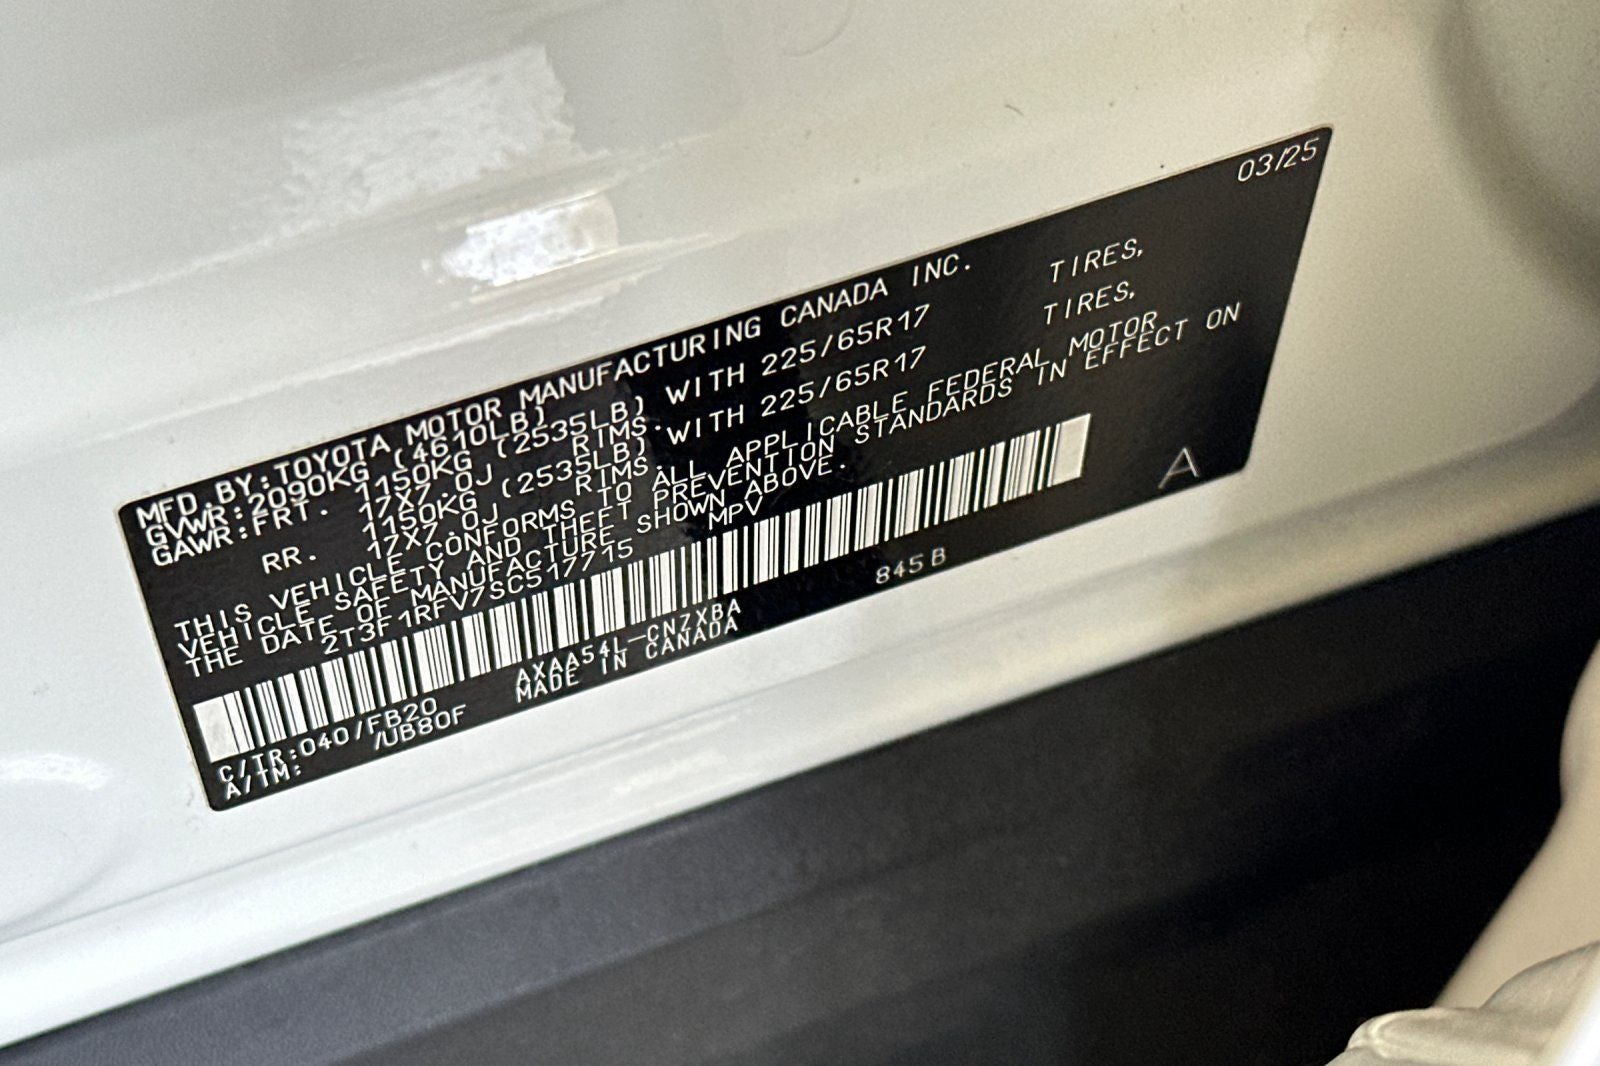 03/25
MFD.BY:TOYOTA MOTOR MANUFACTURING CANADA INC.
GVWR:2090KG (4610LB)
GAWR:FRT. 1150KG (2535LB) WITH 225/65R17 TIRES,
17X7.0J RIMS.
RR. 1150KG (2535LB) WITH 225/65R17 TIRES,
17X7.0J RIMS.
THIS VEHICLE CONFORMS TO ALL APPLICABLE FEDERAL MOTOR
VEHICLE SAFETY AND THEFT PREVENTION STANDARDS IN EFFECT ON
THE DATE OF MANUFACTURE SHOWN ABOVE.
2T3F1RFV7SC517715 MPV
A
C/TR:040/FB20 AXAA54L-CNZXBA 845B
A/TM: /UB80F MADE IN CANADA